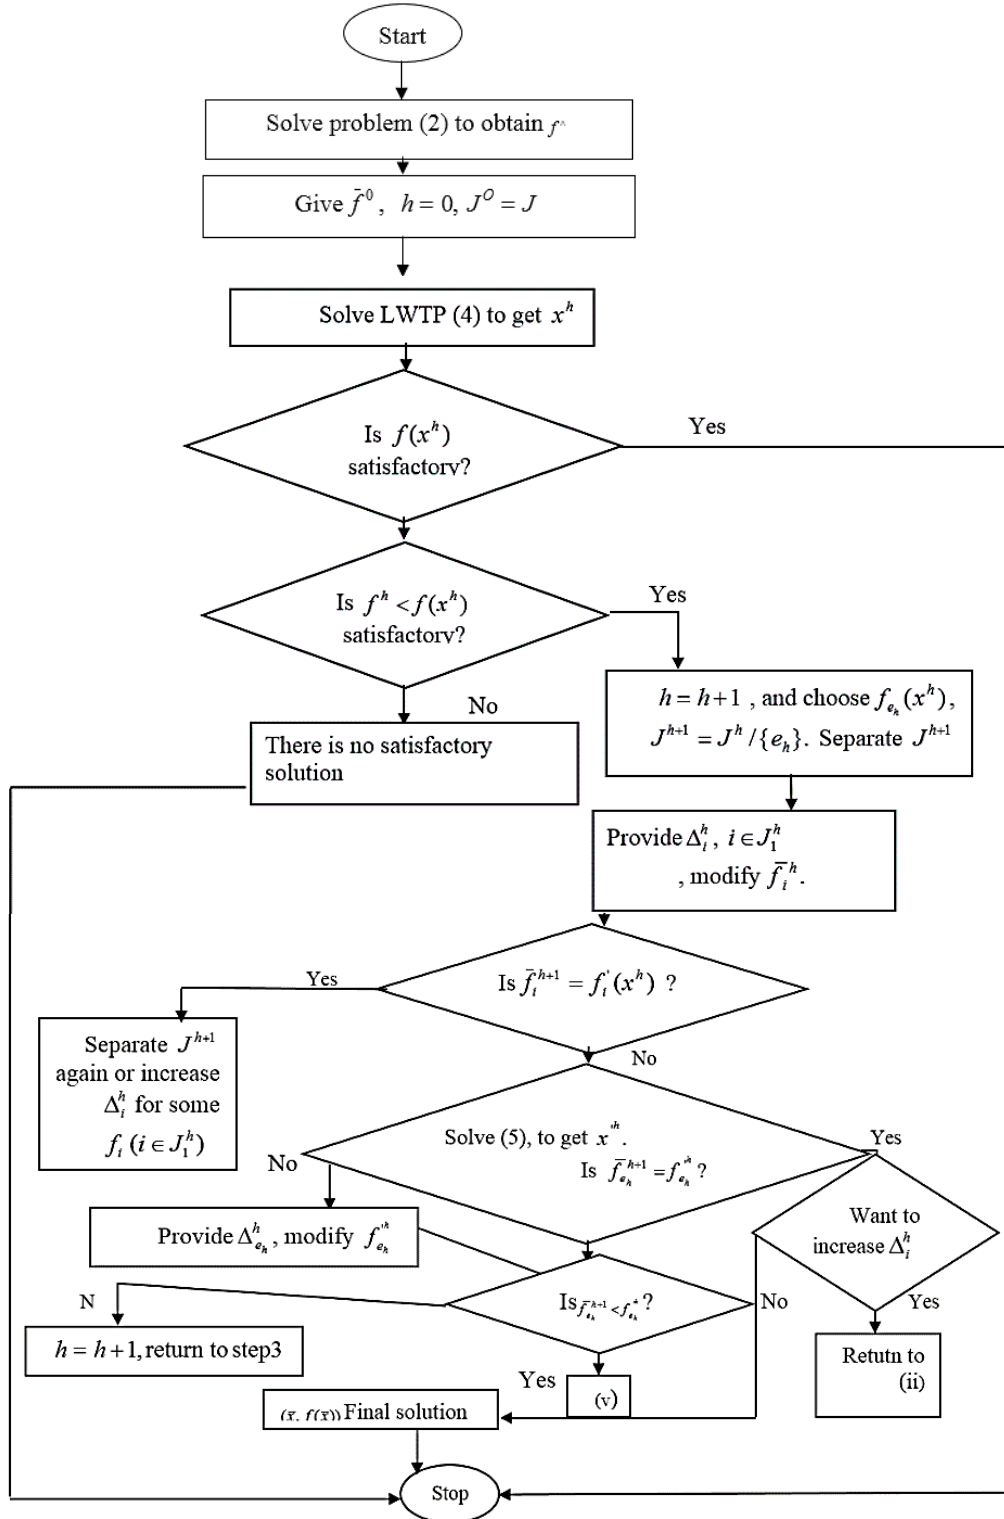 Start
Solve problem (2) to obtain f^
Give f̄⁰ , h = 0, J^O = J
Solve LWTP (4) to get x^h
Is f(x^h)
satisfactory?
Yes
Is f^h < f(x^h)
satisfactory?
Yes
No
There is no satisfactory
solution
h = h+1 , and choose f_{e_h}(x^h),
J^{h+1} = J^h / {e_h}. Separate J^{h+1}
Provide Δ_i^h, i ∈ J_1^h
, modify f̄_i^h.
Is f̄_i^{h+1} = f_i^'(x^h) ?
Yes
No
Separate J^{h+1}
again or increase
Δ_i^h for some
f_i (i ∈ J_1^h)
Solve (5), to get x^{'h}.
Is f̄_{e_h}^{h+1} = f_{e_h}^{'h} ?
No
Yes
Provide Δ_{e_h}^h , modify f_{e_h}^{'h}
Want to
increase Δ_i^h
Is f̄_{e_h}^{h+1} < f_{e_h} ?
N
No
Yes
h = h+1, return to step3
Yes
(v)
Retutn to
(ii)
(x̄, f(x̄)) Final solution
Stop